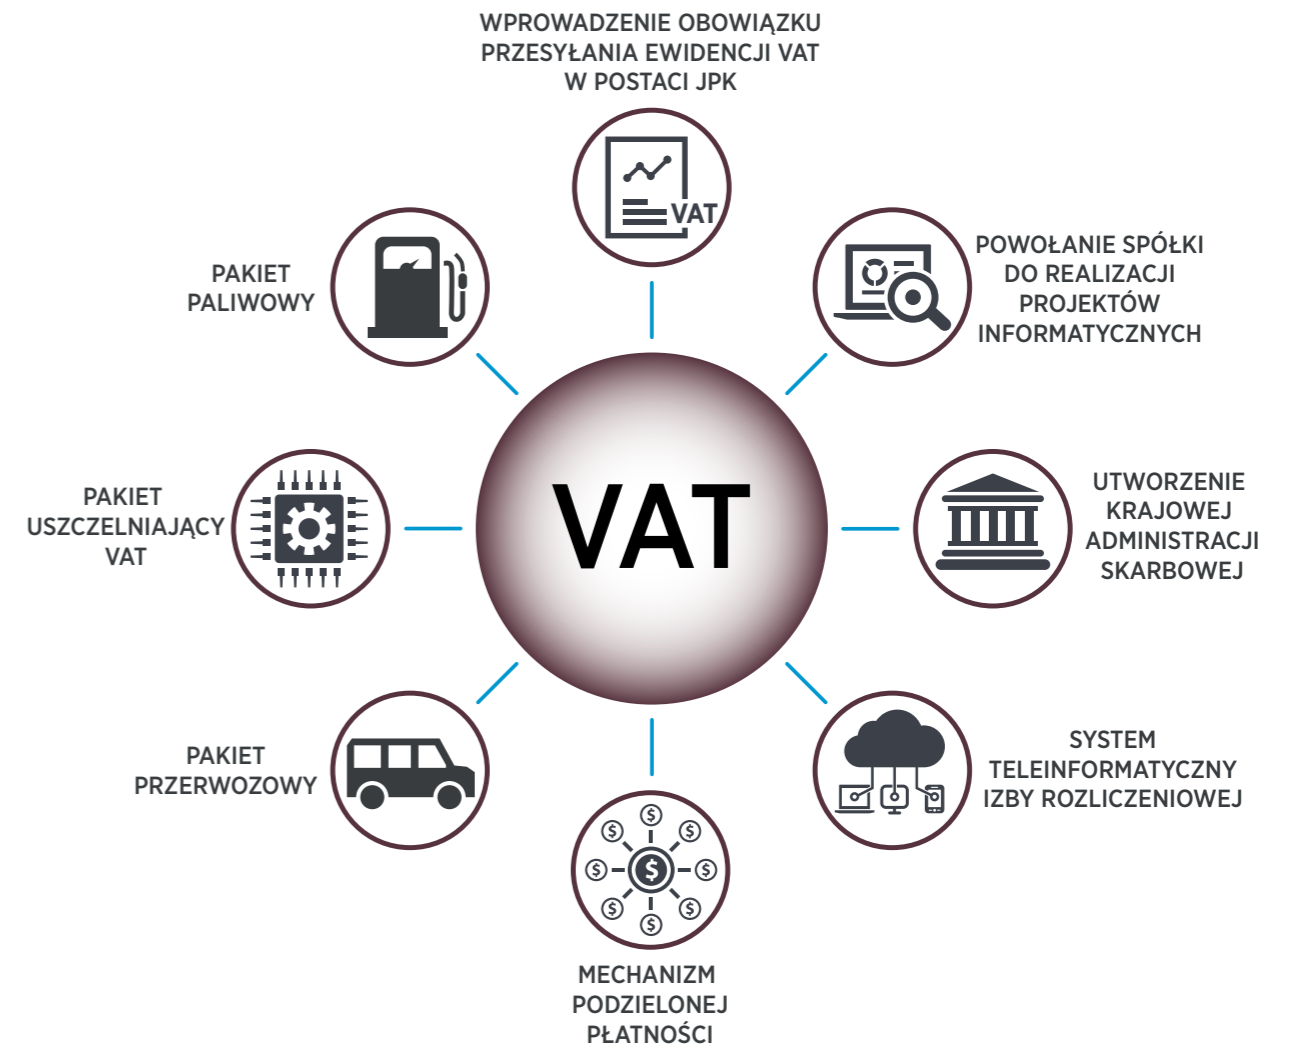 WPROWADZENIE OBOWIĄZKU
PRZESYŁANIA EWIDENCJI VAT
W POSTACI JPK
VAT
POWOŁANIE SPÓŁKI
DO REALIZACJI
PROJEKTÓW
INFORMATYCZNYCH
UTWORZENIE
KRAJOWEJ
ADMINISTRACJI
SKARBOWEJ
SYSTEM
TELEINFORMATYCZNY
IZBY ROZLICZENIOWEJ
$
$
$
$
$
$
$
$
$
MECHANIZM
PODZIELONEJ
PŁATNOŚCI
PAKIET
PRZERWOZOWY
PAKIET
USZCZELNIAJĄCY
VAT
PAKIET
PALIWOWY
VAT